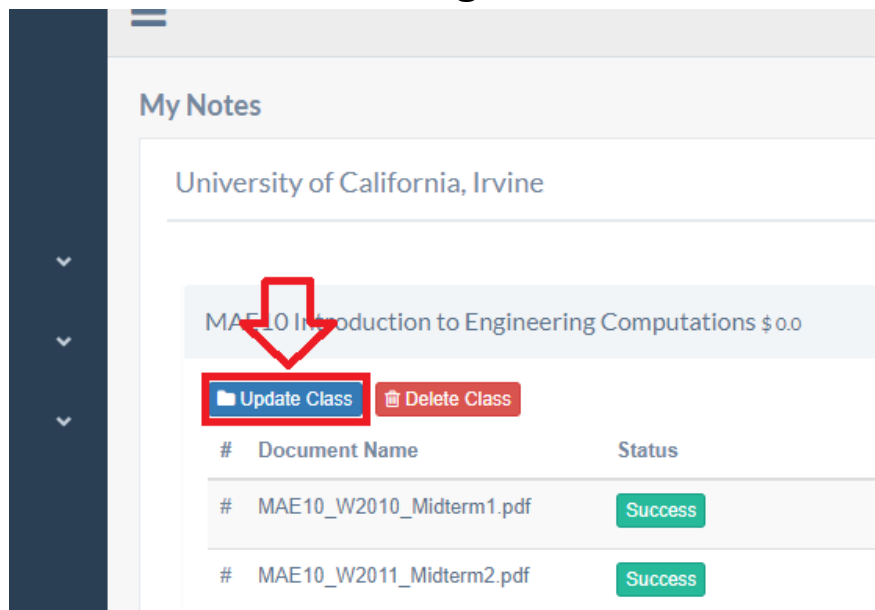 My Notes
University of California, Irvine
MAE10 Introduction to Engineering Computations $ 0.0
Update Class Delete Class
# Document Name Status
# MAE10_W2010_Midterm1.pdf Success
# MAE10_W2011_Midterm2.pdf Success